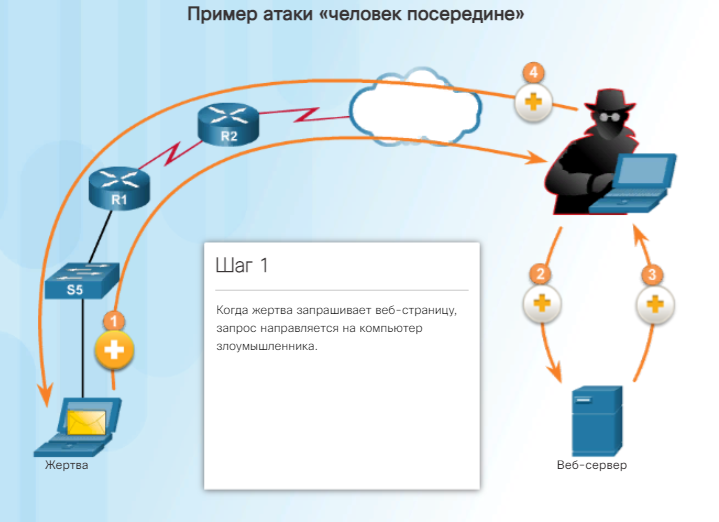 Пример атаки «человек посередине»
4
R2
R1
S5
1
Шаг 1
Когда жертва запрашивает веб-страницу,
запрос направляется на компьютер
злоумышленника.
2
3
Жертва
Веб-сервер